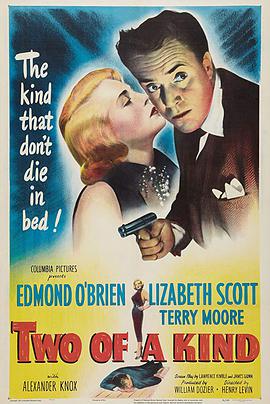 The
kind
that
don't
die
in
bed!
COLUMBIA PICTURES
presents
EDMOND O'BRIEN LIZABETH SCOTT
TERRY MOORE
TWO OF A KIND
with
ALEXANDER KNOX
Screen Play by LAWRENCE KIMBLE and JAMES GUNN
Produced by
WILLIAM DOZIER
Directed by
HENRY LEVIN